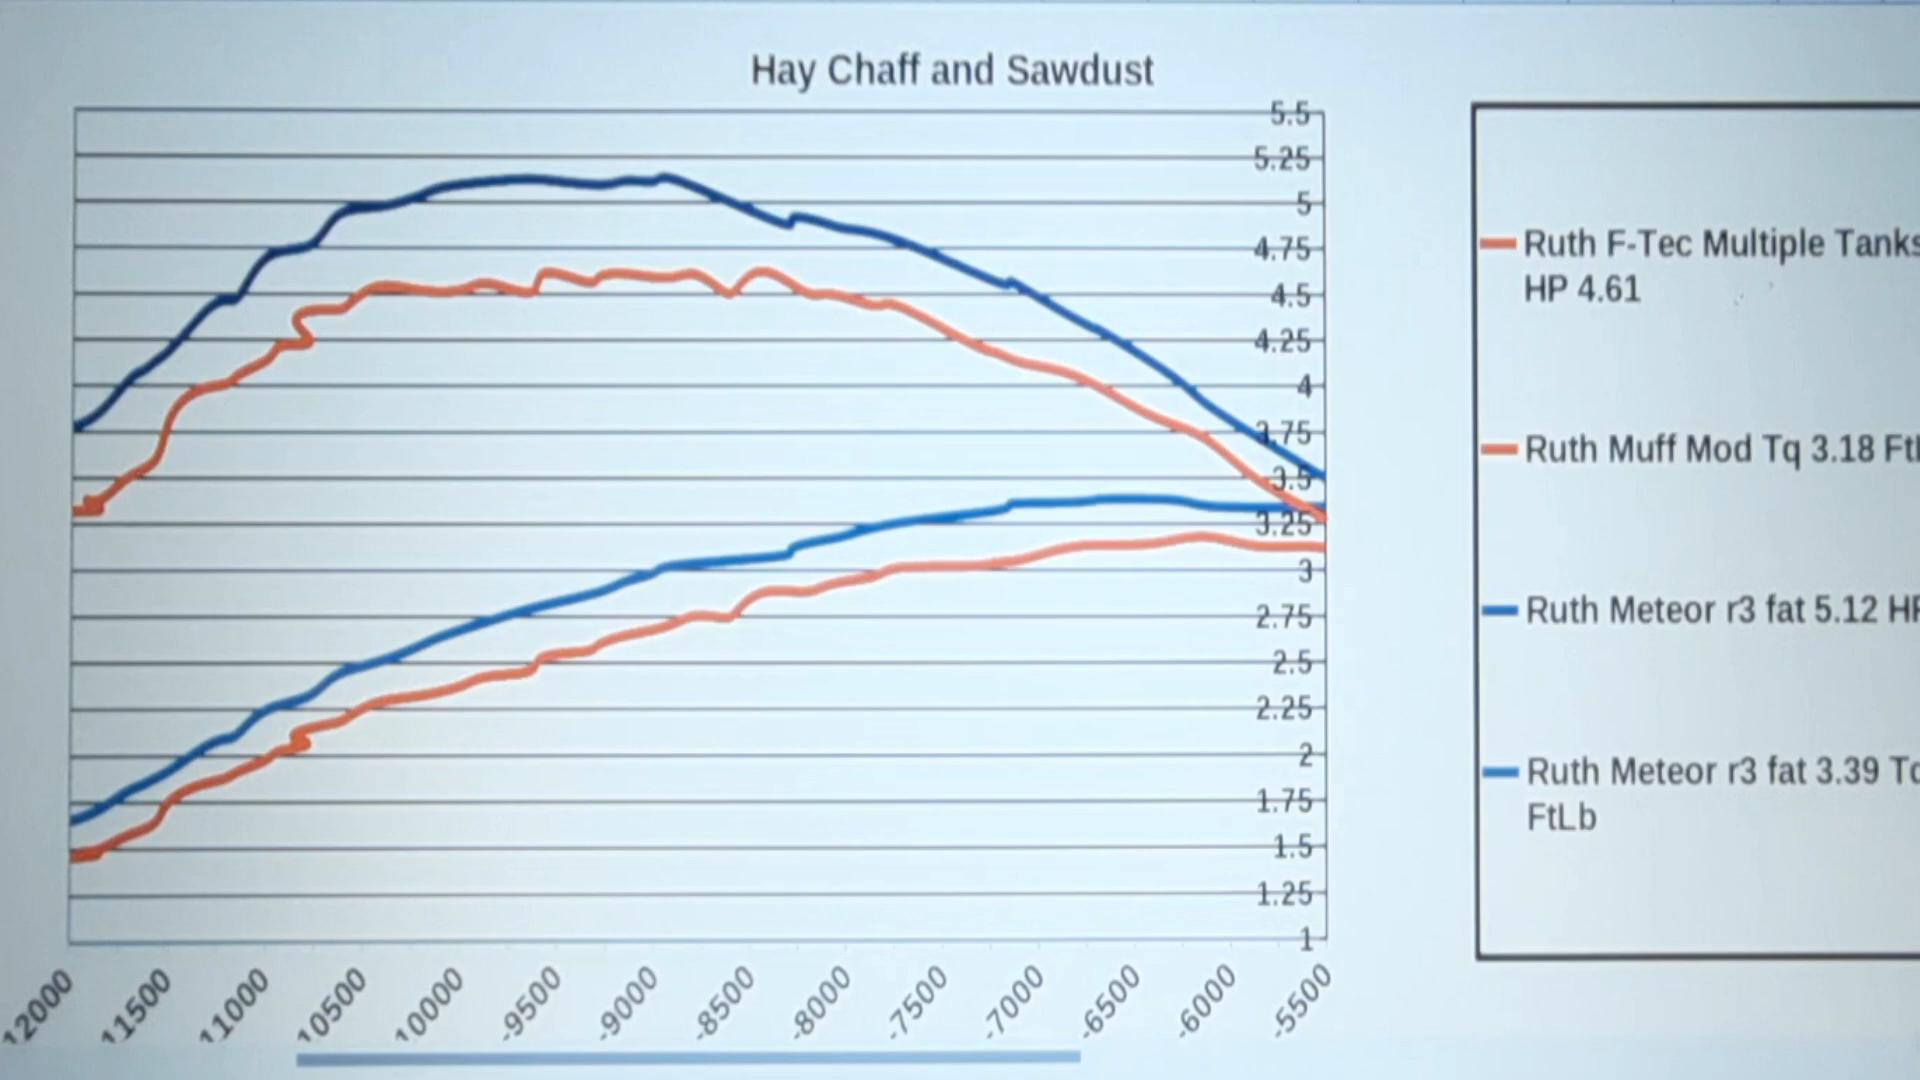 Hay Chaff and Sawdust
5.5
5.25
5
4.75
4.5
4.25
4
3.75
3.5
3.25
3
2.75
2.5
2.25
2
1.75
1.5
1.25
1
12000 11500 11000 10500 10000 -9500 -9000 -8500 -8000 -7500 -7000 -6500 -6000 -5500
Ruth F-Tec Multiple Tanks
HP 4.61
Ruth Muff Mod Tq 3.18 Ft
Ruth Meteor r3 fat 5.12 H
Ruth Meteor r3 fat 3.39 T
FtLb